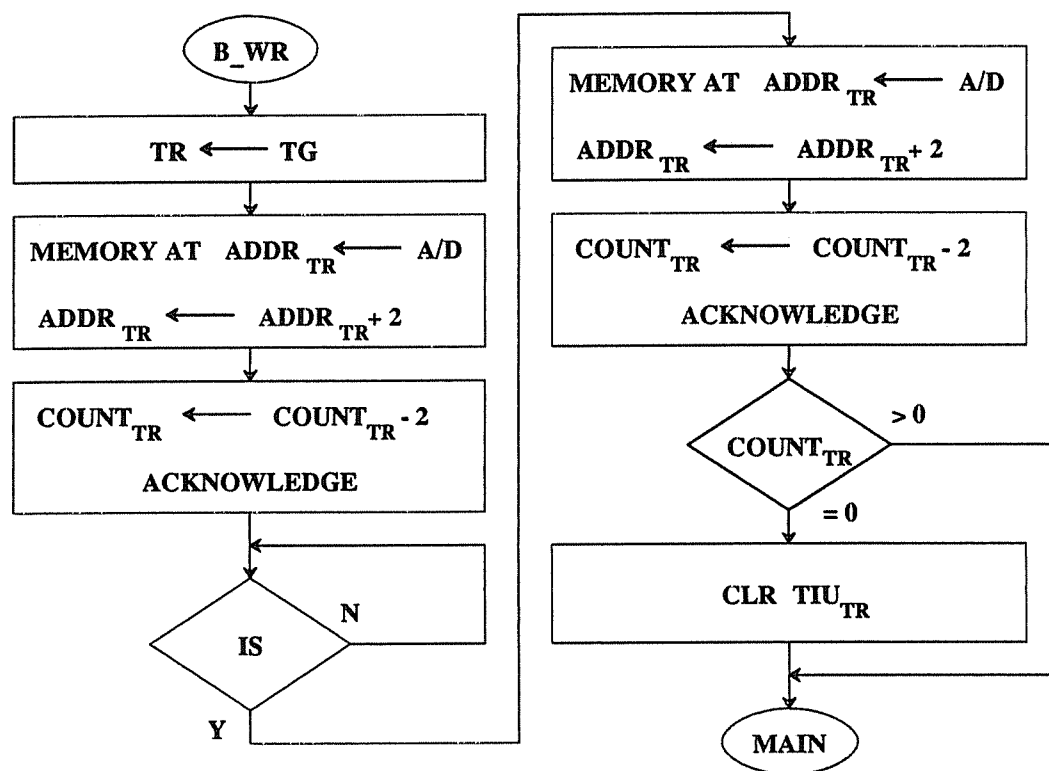 B_WR
TR ← TG
MEMORY AT ADDR TR ← A/D
ADDR TR ← ADDR TR + 2
COUNT TR ← COUNT TR - 2
ACKNOWLEDGE
IS
N
Y
MEMORY AT ADDR TR ← A/D
ADDR TR ← ADDR TR + 2
COUNT TR ← COUNT TR - 2
ACKNOWLEDGE
COUNT TR
> 0
= 0
CLR TIU TR
MAIN